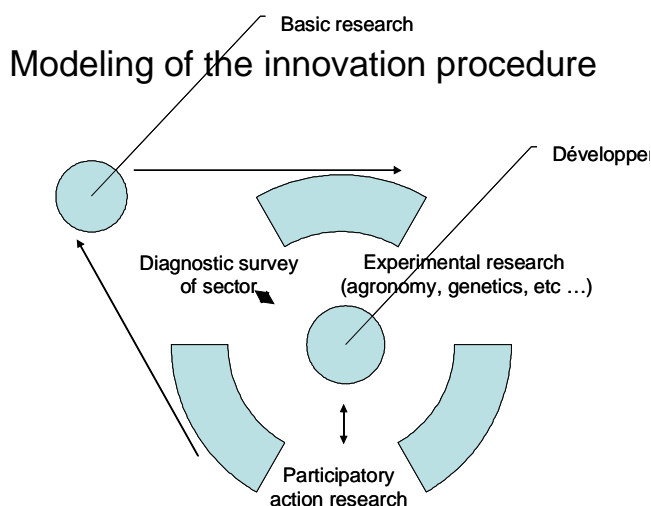 Basic research
Modeling of the innovation procedure
Développer
Diagnostic survey
of sector
Experimental research
(agronomy, genetics, etc …)
Participatory
action research